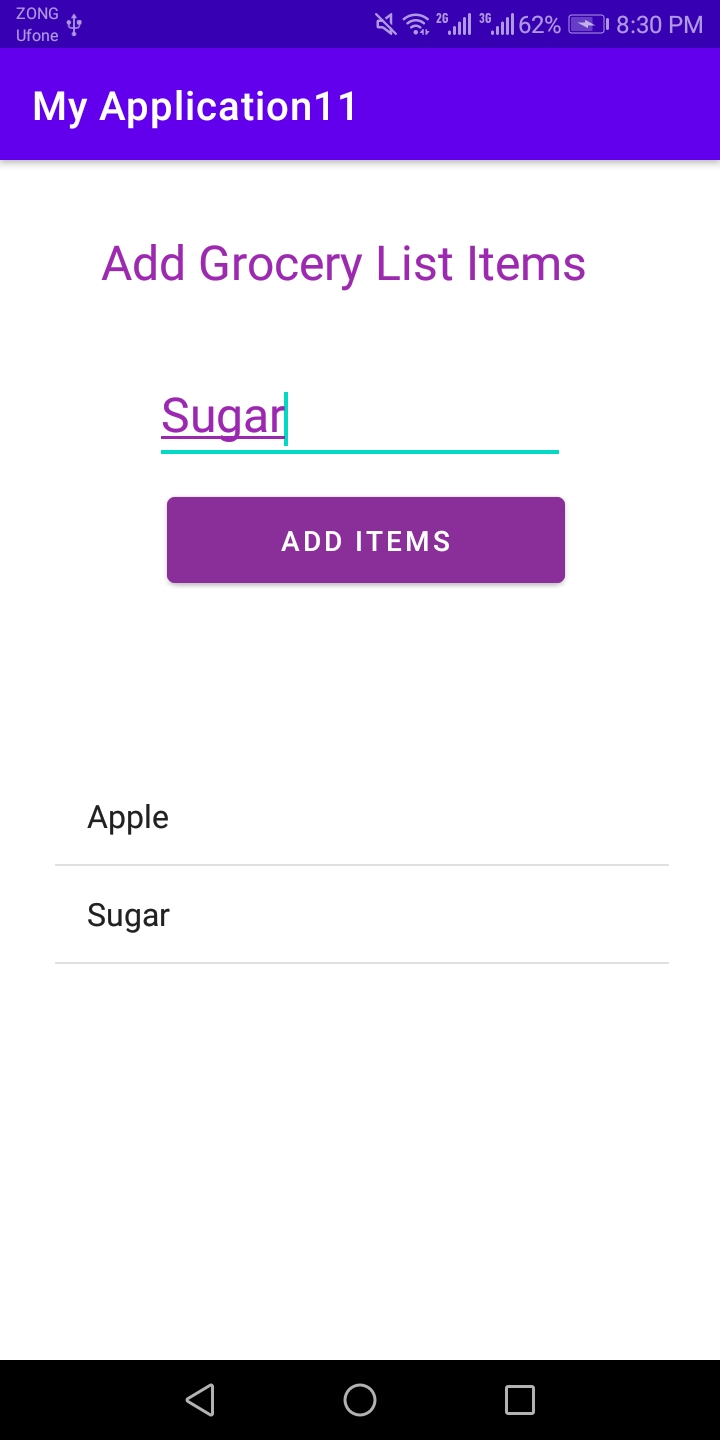 ZONG
Ufone
2G 3G 62% 8:30 PM
My Application11
Add Grocery List Items
Sugar
ADD ITEMS
Apple
Sugar